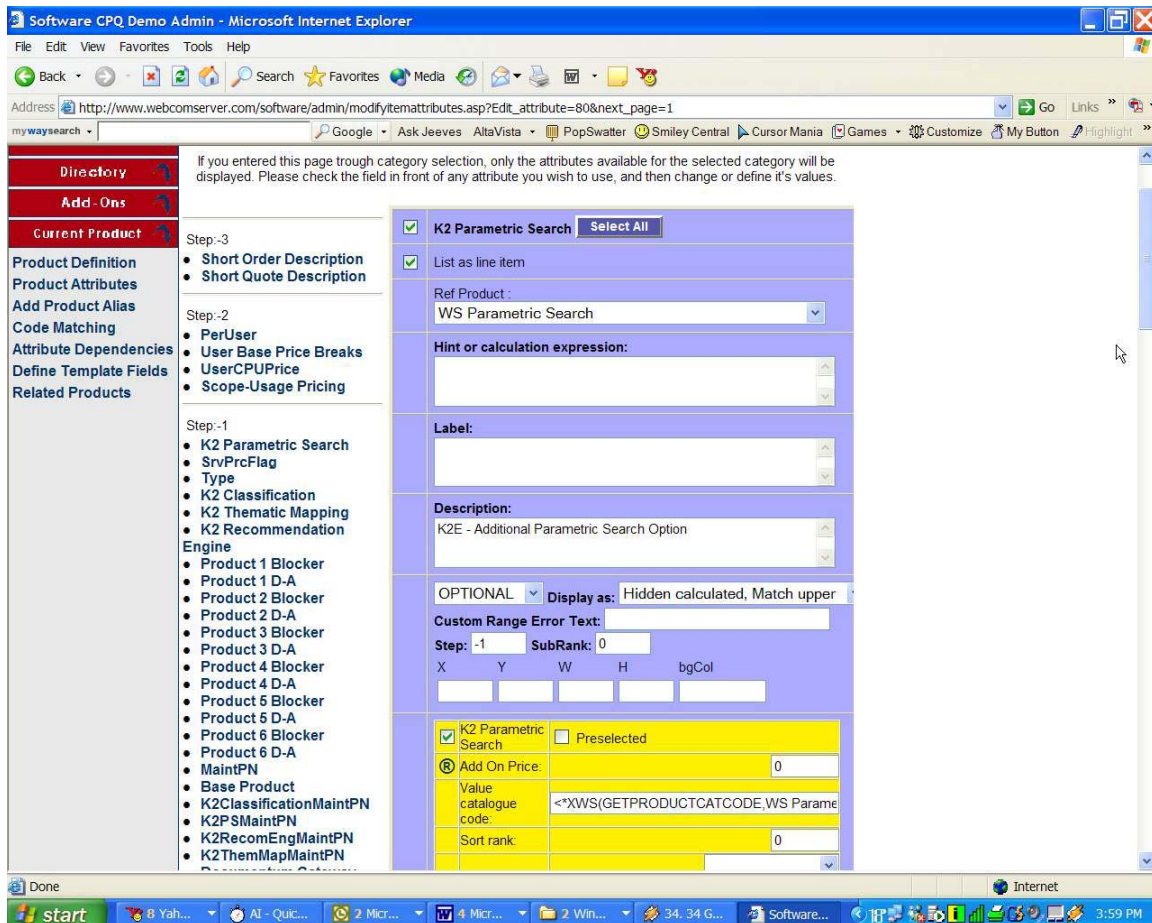 Software CPQ Demo Admin - Microsoft Internet Explorer
File Edit View Favorites Tools Help
Back Search Favorites Media
Address http://www.webcomserver.com/software/admin/modifyitemattributes.asp?Edit_attribute=80&next_page=1 Go Links »
mywaysearch Google Ask Jeeves AltaVista PopSwatter Smiley Central Cursor Mania Games Customize My Button Highlight »
Directory
Add-Ons
Current Product
Product Definition
Product Attributes
Add Product Alias
Code Matching
Attribute Dependencies
Define Template Fields
Related Products
If you entered this page trough category selection, only the attributes available for the selected category will be
displayed. Please check the field in front of any attribute you wish to use, and then change or define it's values.
Step:-3
• Short Order Description
• Short Quote Description
Step:-2
• PerUser
• User Base Price Breaks
• UserCPUPrice
• Scope-Usage Pricing
Step:-1
• K2 Parametric Search
• SrvPrcFlag
• Type
• K2 Classification
• K2 Thematic Mapping
• K2 Recommendation
Engine
• Product 1 Blocker
• Product 1 D-A
• Product 2 Blocker
• Product 2 D-A
• Product 3 Blocker
• Product 3 D-A
• Product 4 Blocker
• Product 4 D-A
• Product 5 Blocker
• Product 5 D-A
• Product 6 Blocker
• Product 6 D-A
• MaintPN
• Base Product
• K2ClassificationMaintPN
• K2PSMaintPN
• K2RecomEngMaintPN
• K2ThemMapMaintPN
K2 Parametric Search Select All
List as line item
Ref Product :
WS Parametric Search
Hint or calculation expression:
Label:
Description:
K2E - Additional Parametric Search Option
OPTIONAL Display as: Hidden calculated, Match upper
Custom Range Error Text:
Step: -1 SubRank: 0
X Y W H bgCol
K2 Parametric
Search Preselected
® Add On Price: 0
Value
catalogue
code: <*XWS(GETPRODUCTCATCODE,WS Parame
Sort rank: 0
Done Internet
start 8 Yah... AI - Quic... 2 Micr... 4 Micr... 2 Win... 34. 34 G... Software... 3:59 PM